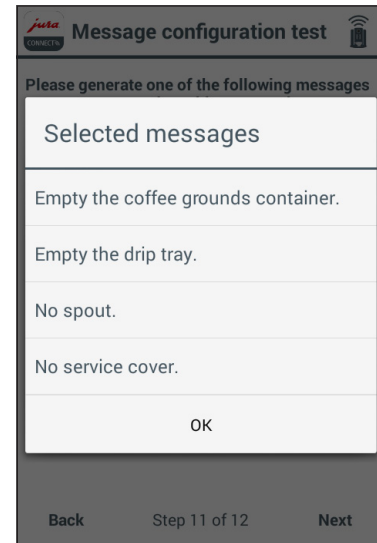 jura
CONNECT
Message configuration test
Please generate one of the following messages
Selected messages
Empty the coffee grounds container.
Empty the drip tray.
No spout.
No service cover.
OK
Back
Step 11 of 12
Next